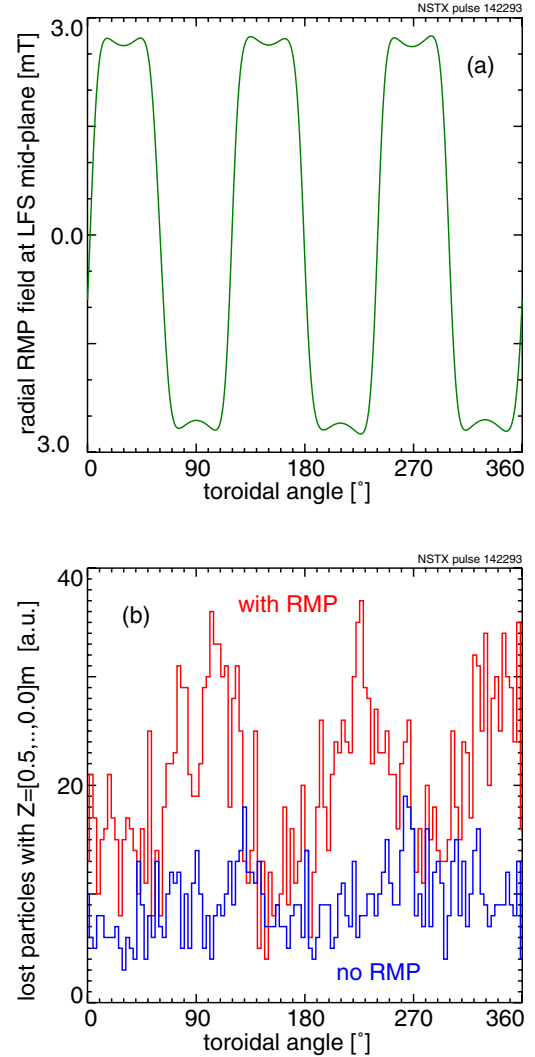 NSTX pulse 142293
3.0
(a)
radial RMP field at LFS mid-plane [mT]
0.0
3.0
0 90 180 270 360
toroidal angle [°]
NSTX pulse 142293
40
(b) with RMP
lost particles with Z=[0.5,..,0.0]m [a.u.]
20
no RMP
0
0 90 180 270 360
toroidal angle [°]